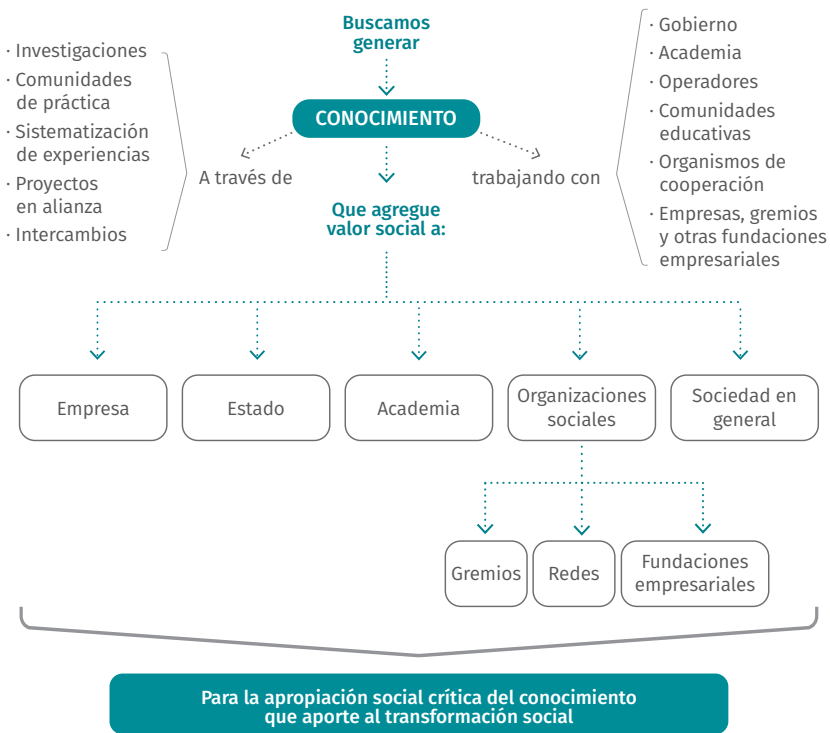 Buscamos
generar
CONOCIMIENTO
· Investigaciones
· Comunidades
de práctica
· Sistematización
de experiencias
· Proyectos
en alianza
· Intercambios
A través de
trabajando con
· Gobierno
· Academia
· Operadores
· Comunidades
educativas
· Organismos de
cooperación
· Empresas, gremios
y otras fundaciones
empresariales
Que agregue
valor social a:
Empresa
Estado
Academia
Organizaciones
sociales
Sociedad en
general
Gremios
Redes
Fundaciones
empresariales
Para la apropiación social crítica del conocimiento
que aporte al transformación social